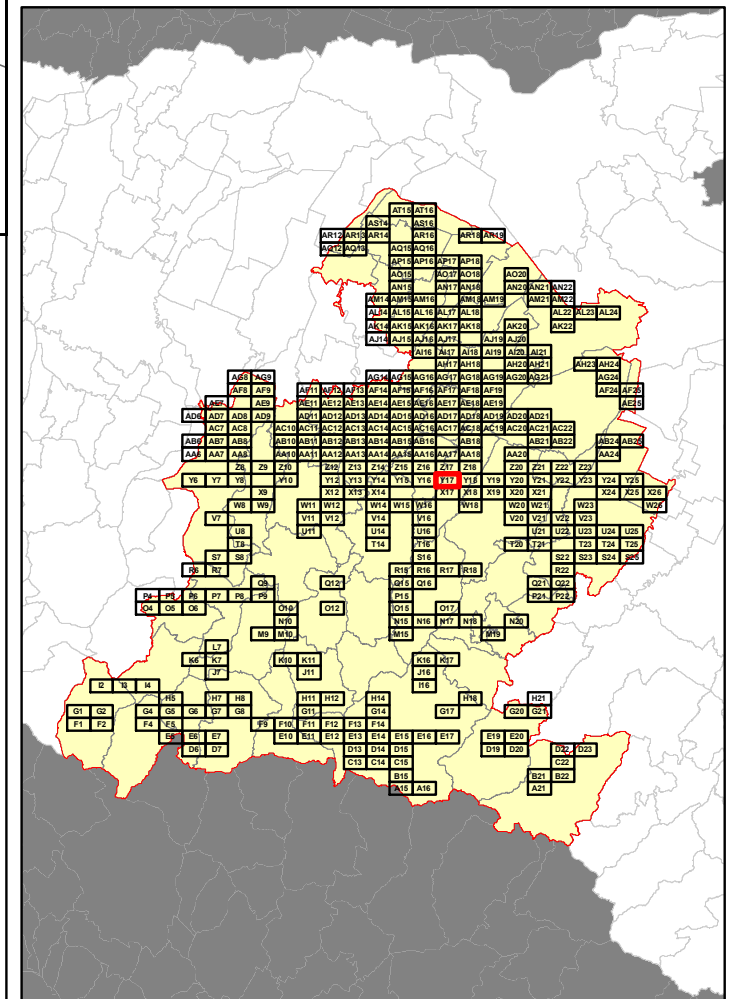 AT15 AT16
AS14 AS16
AR12 AR13 AR14 AR16 AR18 AR19
AQ12 AQ13 AQ15 AQ16
AP15 AP16 AP17 AP18
AO15 AO17 AO18 AO20
AN15 AN17 AN18 AN20 AN21 AN22
AM14 AM15 AM16 AM18 AM19 AM21 AM22
AL14 AL15 AL16 AL17 AL18 AL22 AL23 AL24
AK14 AK15 AK16 AK17 AK18 AK20 AK22
AJ14 AJ15 AJ16 AJ17 AJ19 AJ20
AI16 AI17 AI18 AI19 AI20 AI21
AH17 AH18 AH20 AH21 AH23 AH24
AG8 AG9 AG14 AG15 AG16 AG17 AG18 AG19 AG20 AG21 AG24
AF8 AF9 AF11 AF12 AF13 AF14 AF15 AF16 AF17 AF18 AF19 AF24 AF25
AE7 AE9 AE11 AE12 AE13 AE14 AE15 AE16 AE17 AE18 AE19 AE25
AD6 AD7 AD8 AD9 AD11 AD12 AD13 AD14 AD15 AD16 AD17 AD18 AD19 AD20 AD21
AC7 AC8 AC10 AC11 AC12 AC13 AC14 AC15 AC16 AC17 AC18 AC19 AC20 AC21 AC22
AB6 AB7 AB8 AB10 AB11 AB12 AB13 AB14 AB15 AB16 AB17 AB18 AB21 AB22 AB24 AB25
AA6 AA7 AA8 AA10 AA11 AA12 AA13 AA14 AA15 AA16 AA17 AA18 AA20 AA24
Z8 Z9 Z10 Z12 Z13 Z14 Z15 Z16 Z17 Z18 Z20 Z21 Z22 Z23
Y6 Y7 Y8 Y10 Y12 Y13 Y14 Y15 Y16 Y17 Y18 Y19 Y20 Y21 Y22 Y23 Y24 Y25
X9 X12 X13 X14 X17 X18 X19 X20 X21 X24 X25 X26
W8 W9 W11 W12 W14 W15 W16 W18 W20 W21 W23 W26
V7 V11 V12 V14 V16 V20 V21 V22 V23
U8 U11 U14 U16 U21 U22 U23 U24 U25
T8 T14 T16 T20 T21 T23 T24 T25
S7 S8 S16 S22 S23 S24 S25
R6 R7 R15 R16 R17 R18 R22
Q9 Q12 Q15 Q16 Q21 Q22
P4 P5 P6 P7 P8 P9 P15 P21 P22
O4 O5 O6 O10 O12 O15 O17
N10 N15 N16 N17 N18 N20
M9 M10 M15 M19
L7
K6 K7 K10 K11 K16 K17
J7 J11 J16
I2 I3 I4 I16
H5 H7 H8 H11 H12 H14 H18 H21
G1 G2 G4 G5 G6 G7 G8 G11 G14 G17 G20 G21
F1 F2 F4 F5 F9 F10 F11 F12 F13 F14
E5 E6 E7 E10 E11 E12 E13 E14 E15 E16 E17 E19 E20
D6 D7 D13 D14 D15 D19 D20 D22 D23
C13 C14 C15 C22
B15 B21 B22
A15 A16 A21